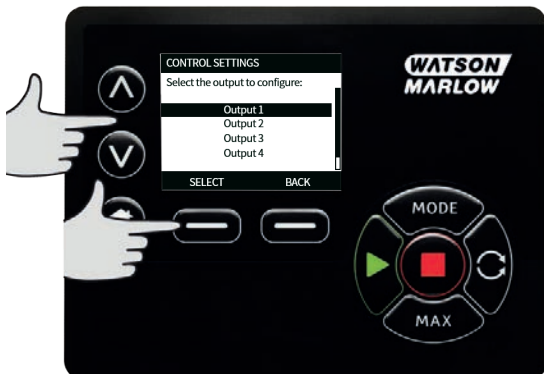 CONTROL SETTINGS
Select the output to configure:
Output 1
Output 2
Output 3
Output 4
SELECT BACK
WATSON
MARLOW
MODE
MAX